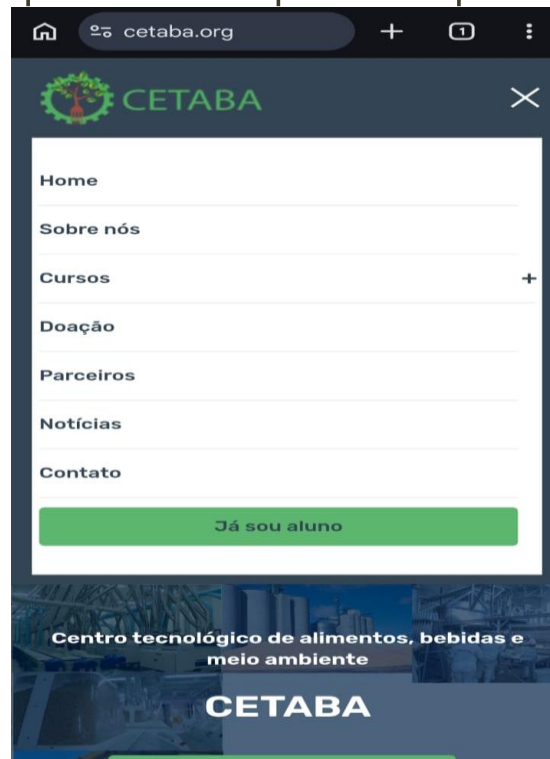 cetaba.org
1
CETABA
Home
Sobre nós
Cursos
+
Doação
Parceiros
Notícias
Contato
Já sou aluno
Centro tecnológico de alimentos, bebidas e
meio ambiente
CETABA